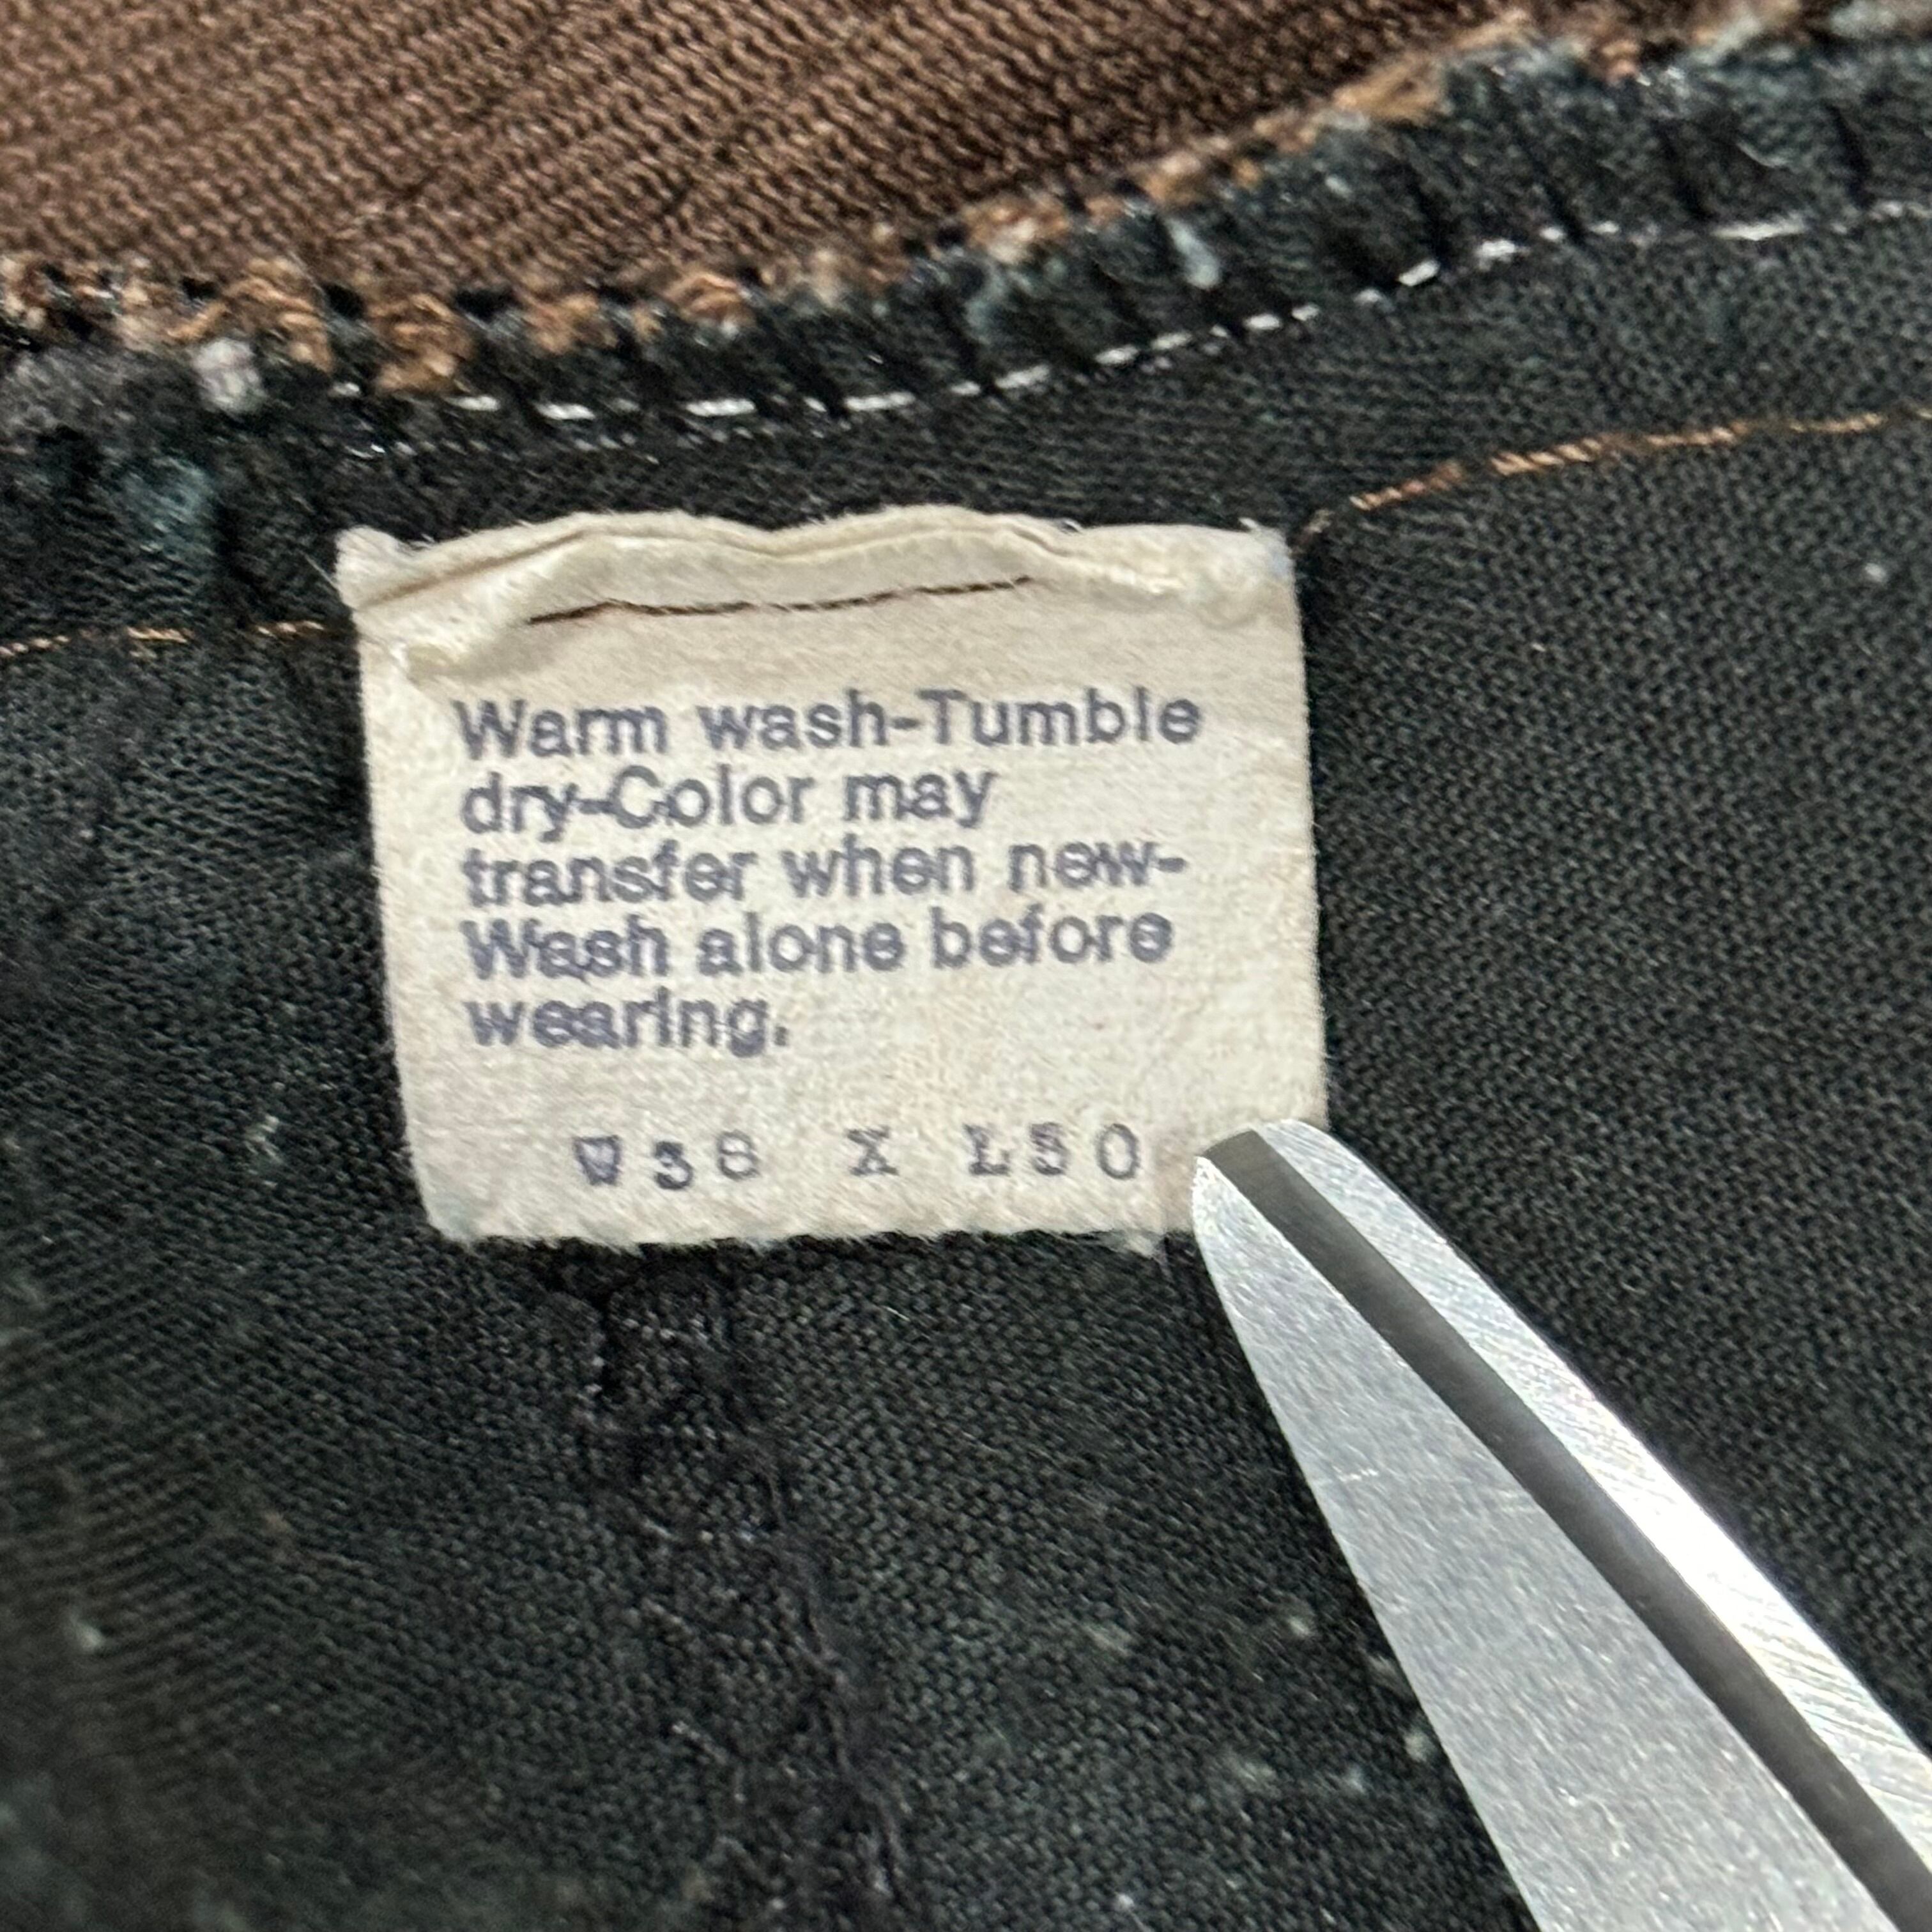 Warm wash-Tumble
dry-Color may
transfer when new-
Wash alone before
wearing.
W38 X L30